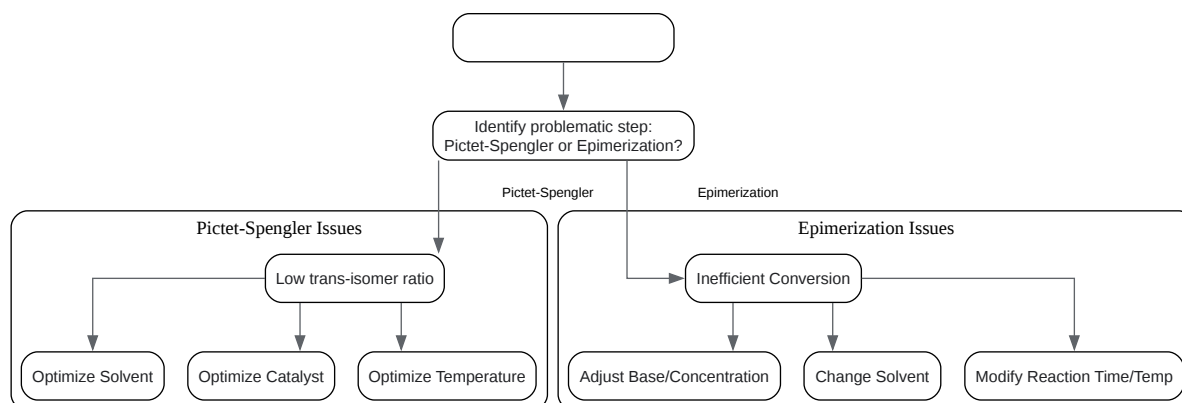 Identify problematic step:
Pictet-Spengler or Epimerization?
Pictet-Spengler
Epimerization
Pictet-Spengler Issues
Epimerization Issues
Low trans-isomer ratio
Inefficient Conversion
Optimize Solvent
Optimize Catalyst
Optimize Temperature
Adjust Base/Concentration
Change Solvent
Modify Reaction Time/Temp